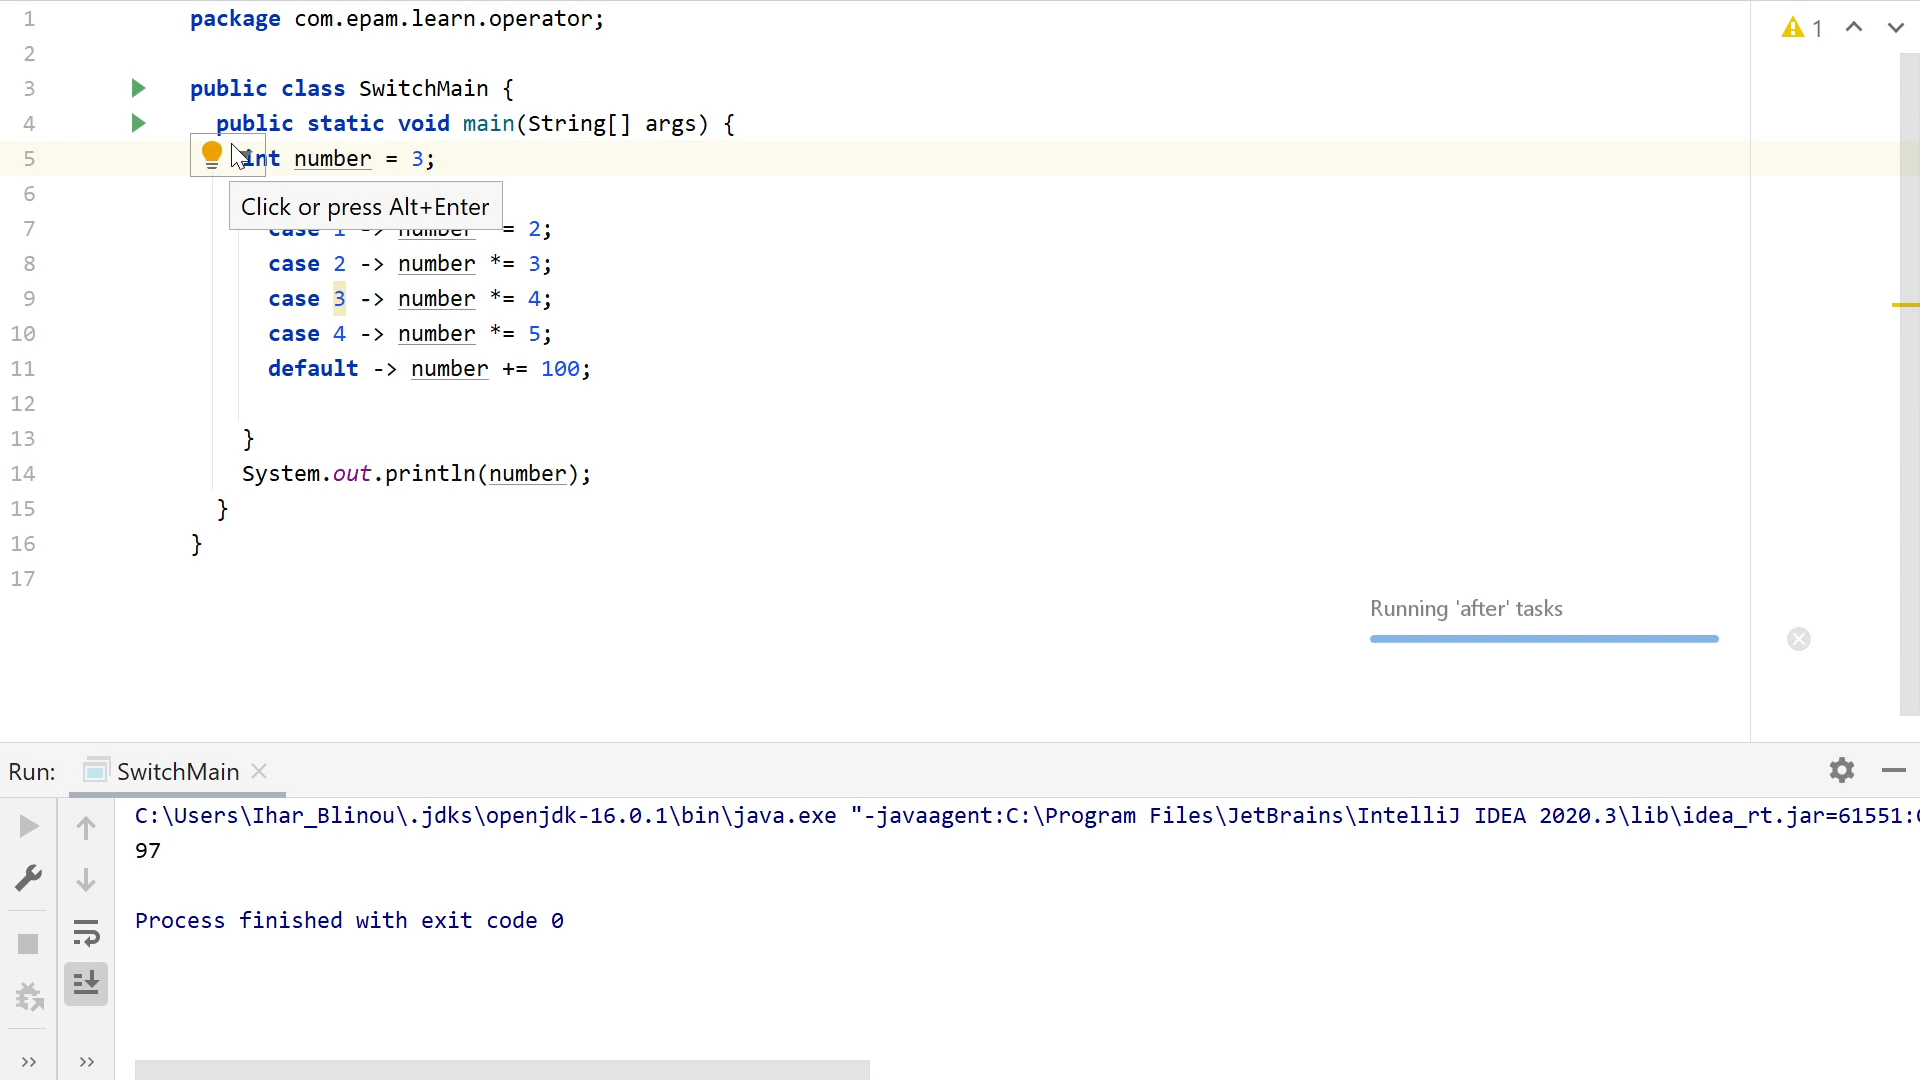 1 package com.epam.learn.operator;
1
2
3 public class SwitchMain {
4 public static void main(String[] args) {
5 int number = 3;
6
Click or press Alt+Enter
7 case 1 -> number = 2;
8 case 2 -> number *= 3;
9 case 3 -> number *= 4;
10 case 4 -> number *= 5;
11 default -> number += 100;
12
13 }
14 System.out.println(number);
15 }
16 }
17
Running 'after' tasks
Run: SwitchMain
C:\Users\Ihar_Blinou\.jdks\openjdk-16.0.1\bin\java.exe "-javaagent:C:\Program Files\JetBrains\IntelliJ IDEA 2020.3\lib\idea_rt.jar=61551:
97
Process finished with exit code 0